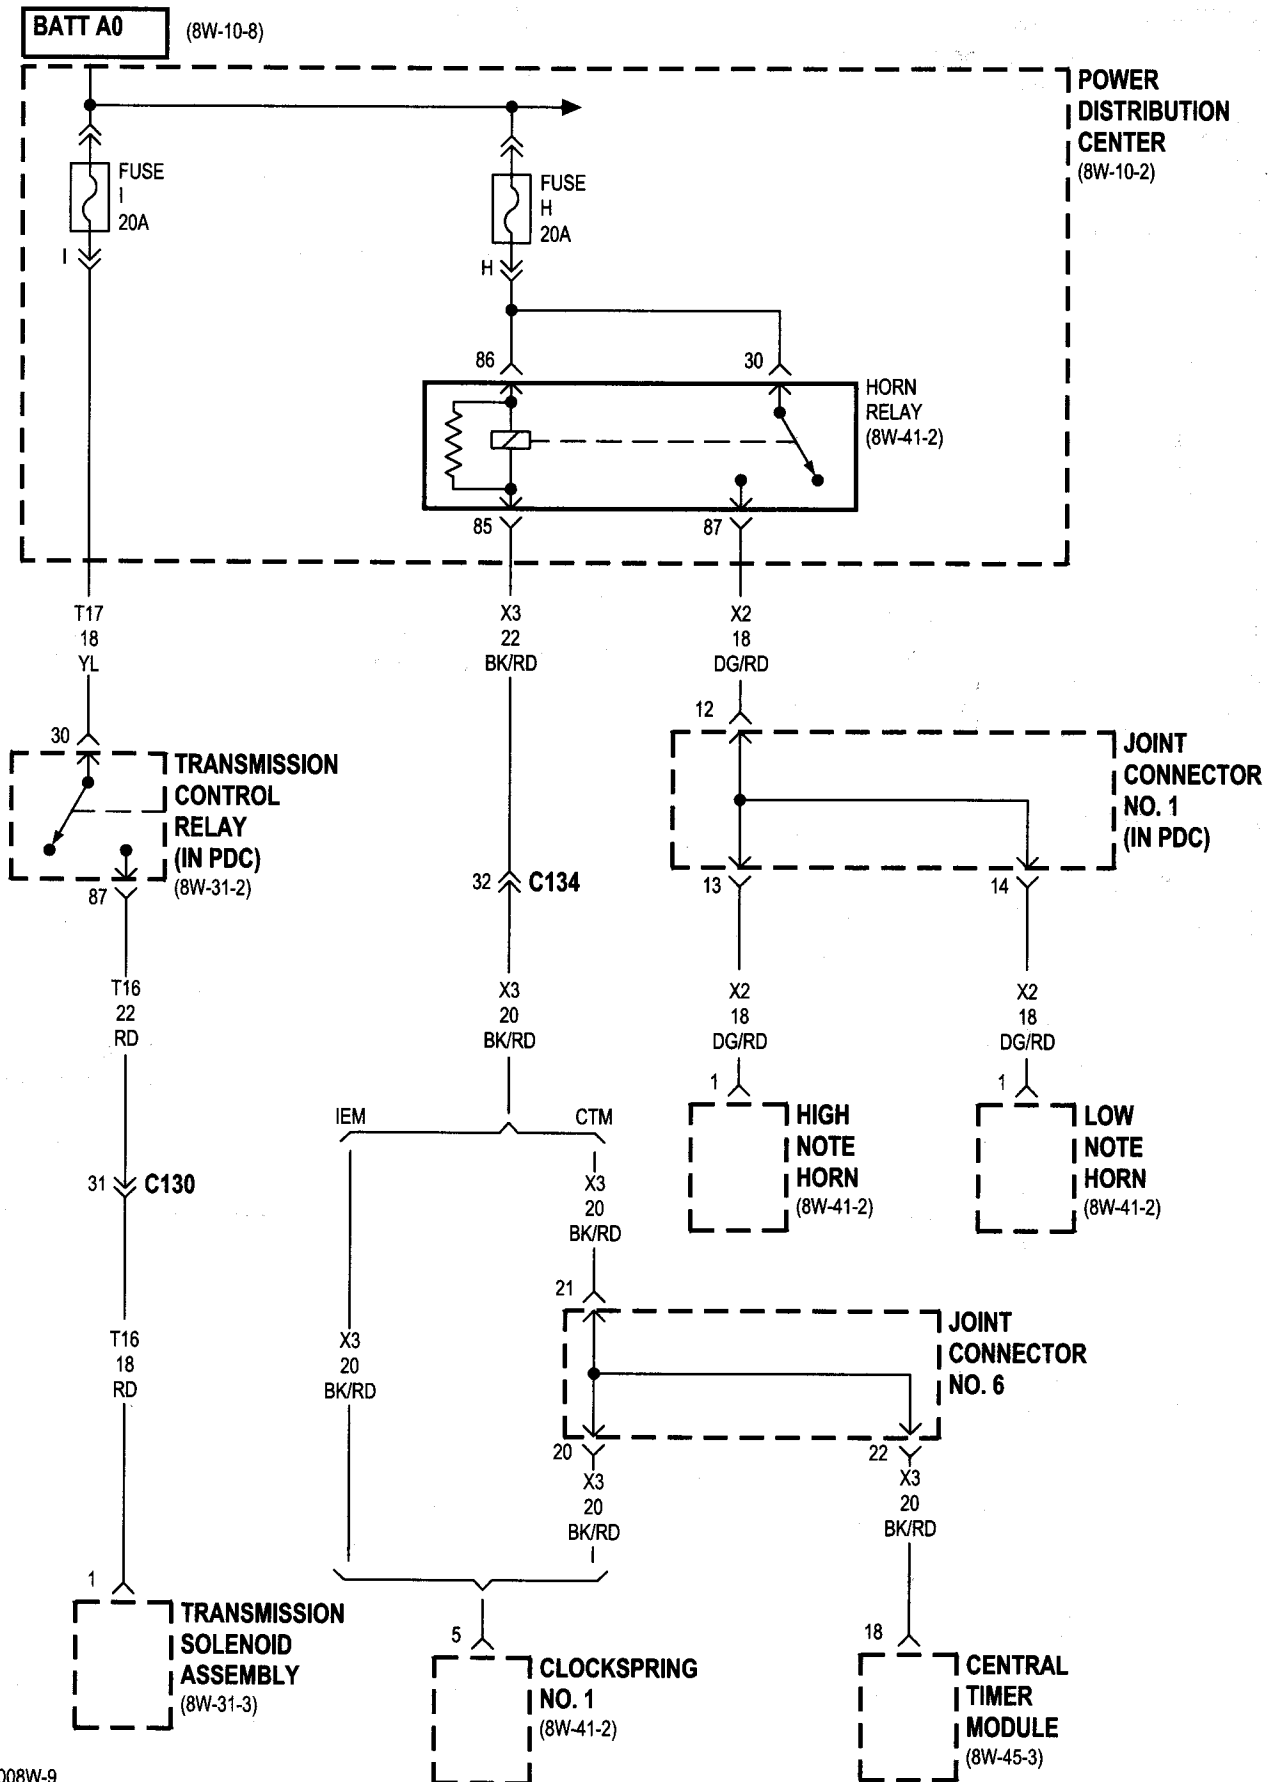 BATT A0
(8W-10-8)
POWER
DISTRIBUTION
CENTER
(8W-10-2)
FUSE
I
20A
I
FUSE
H
20A
H
86
30
HORN
RELAY
(8W-41-2)
85
87
T17
18
YL
X3
22
BK/RD
X2
18
DG/RD
30
TRANSMISSION
CONTROL
RELAY
(IN PDC)
(8W-31-2)
87
12
JOINT
CONNECTOR
NO. 1
(IN PDC)
13
14
32
C134
T16
22
RD
X3
20
BK/RD
X2
18
DG/RD
X2
18
DG/RD
IEM
CTM
1
HIGH
NOTE
HORN
(8W-41-2)
1
LOW
NOTE
HORN
(8W-41-2)
31
C130
X3
20
BK/RD
21
JOINT
CONNECTOR
NO. 6
T16
18
RD
X3
20
BK/RD
20
22
X3
20
BK/RD
X3
20
BK/RD
1
TRANSMISSION
SOLENOID
ASSEMBLY
(8W-31-3)
5
CLOCKSPRING
NO. 1
(8W-41-2)
18
CENTRAL
TIMER
MODULE
(8W-45-3)
008W-9